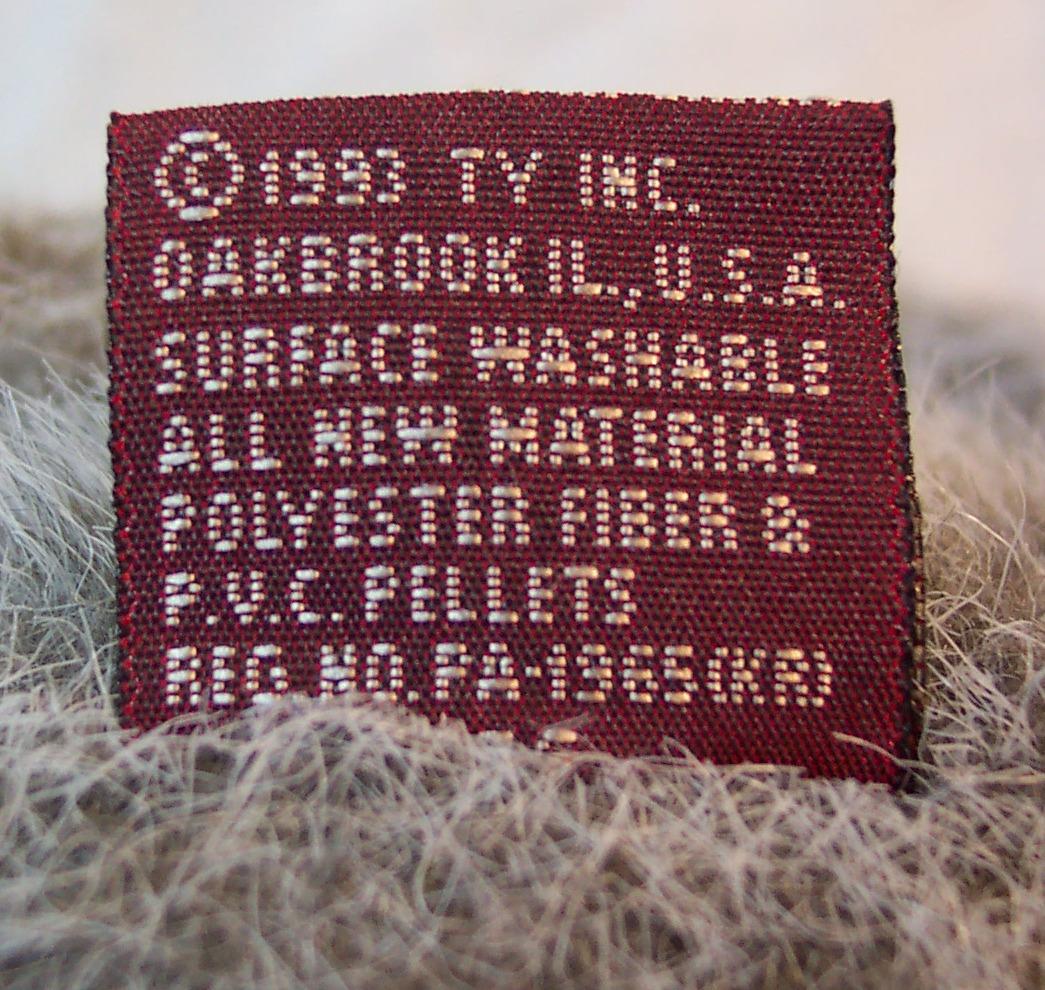 © 1993 TY INC.
OAKBROOK IL, U.S.A.
SURFACE WASHABLE
ALL NEW MATERIAL
POLYESTER FIBER &
P.V.C. PELLETS
REG. NO. PA-1965(KR)